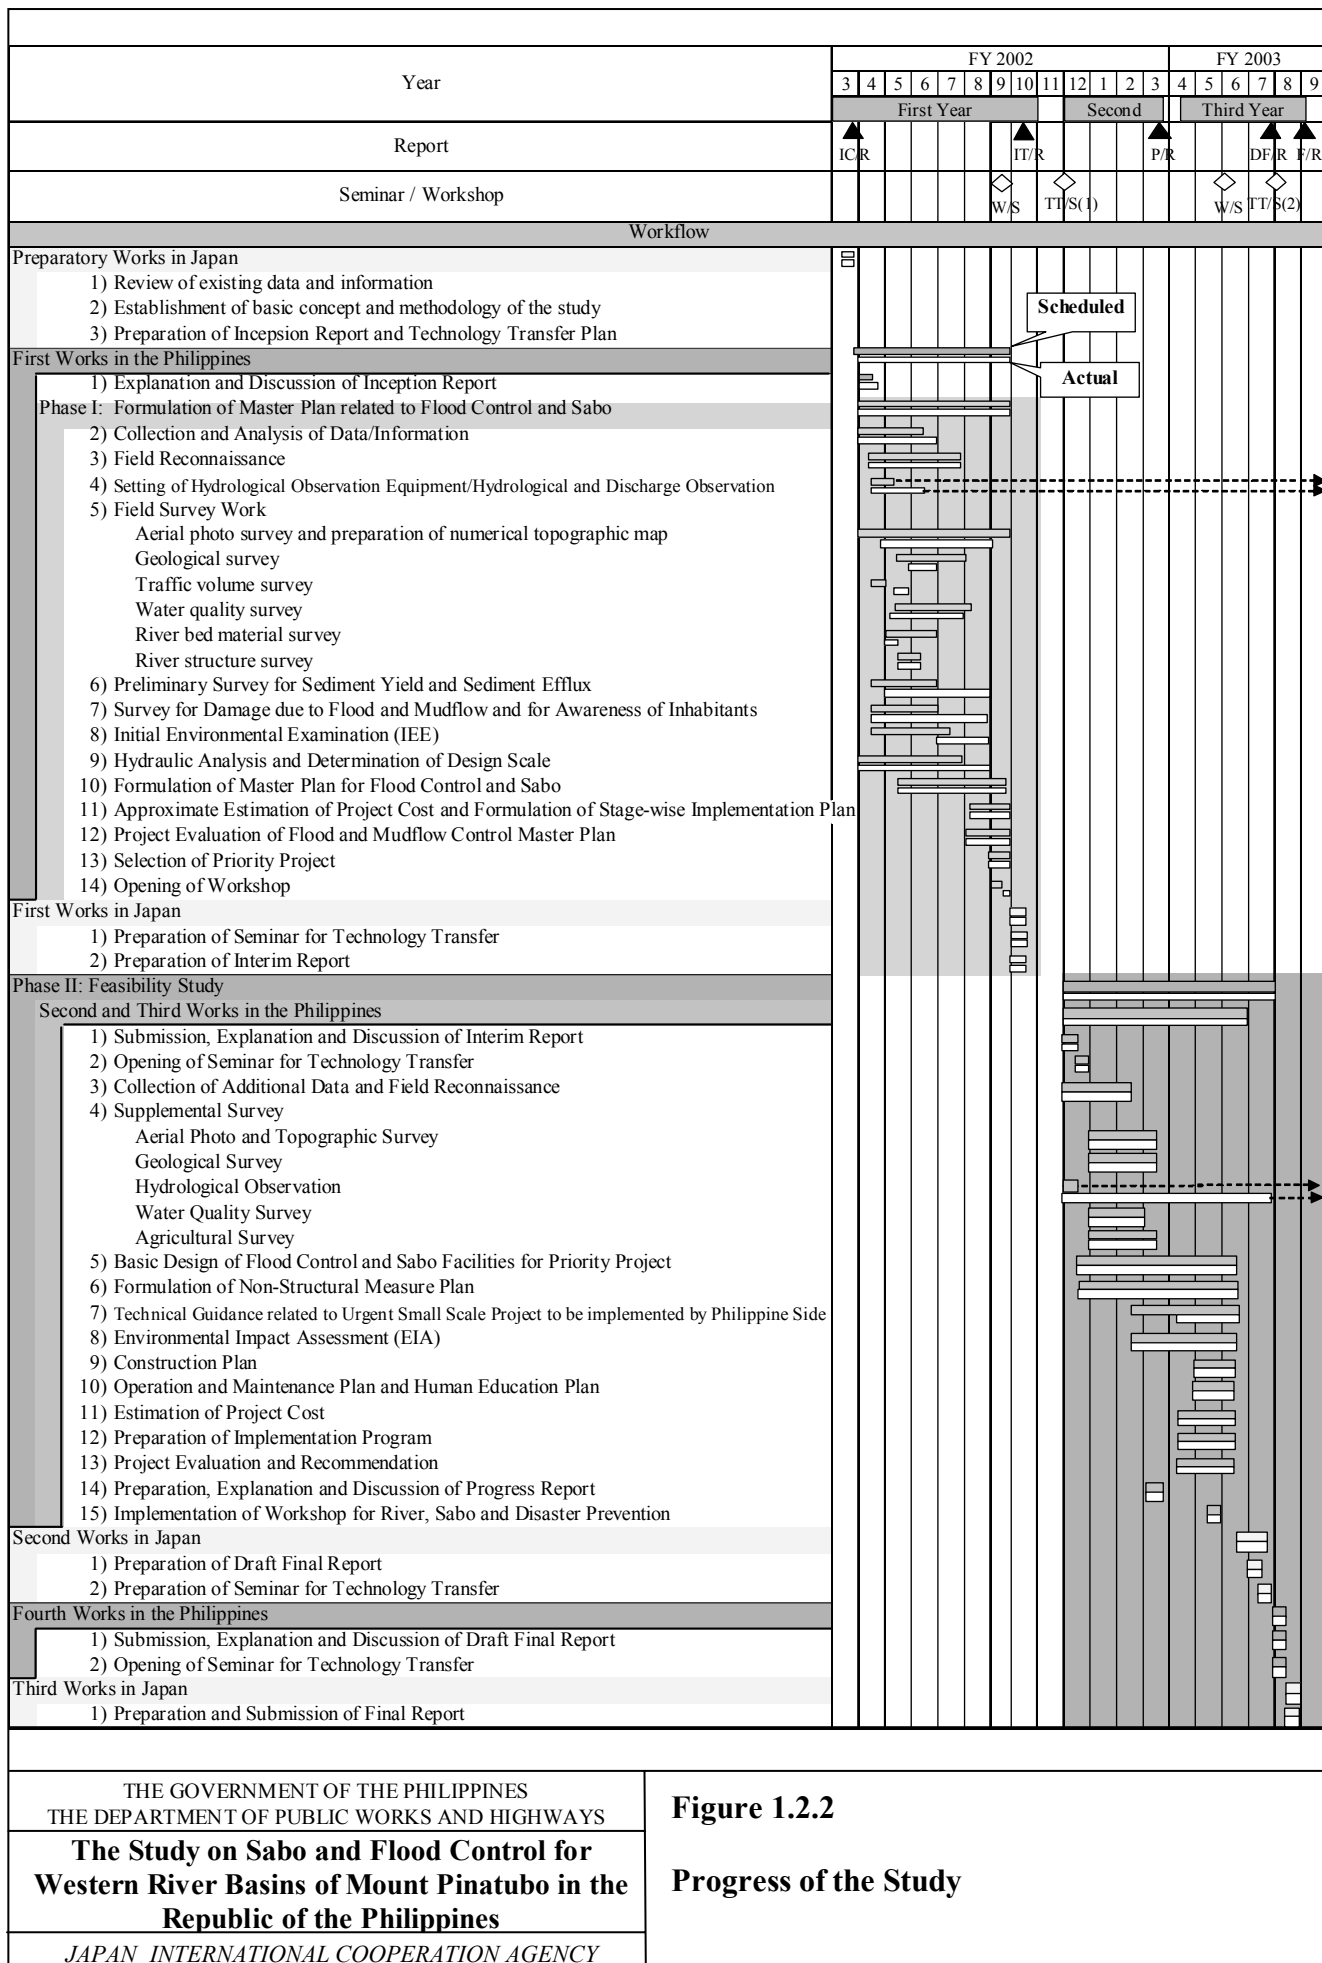 FY 2002 FY 2003
Year
3 4 5 6 7 8 9 10 11 12 1 2 3 4 5 6 7 8 9
First Year Second Third Year
Report
IC/R IT/R P/R DF/R F/R
Seminar / Workshop
W/S TT/S(1) W/S TT/S(2)
Workflow
Preparatory Works in Japan
1) Review of existing data and information
2) Establishment of basic concept and methodology of the study
Scheduled
3) Preparation of Incepsion Report and Technology Transfer Plan
First Works in the Philippines
Actual
1) Explanation and Discussion of Inception Report
Phase I: Formulation of Master Plan related to Flood Control and Sabo
2) Collection and Analysis of Data/Information
3) Field Reconnaissance
4) Setting of Hydrological Observation Equipment/Hydrological and Discharge Observation
5) Field Survey Work
Aerial photo survey and preparation of numerical topographic map
Geological survey
Traffic volume survey
Water quality survey
River bed material survey
River structure survey
6) Preliminary Survey for Sediment Yield and Sediment Efflux
7) Survey for Damage due to Flood and Mudflow and for Awareness of Inhabitants
8) Initial Environmental Examination (IEE)
9) Hydraulic Analysis and Determination of Design Scale
10) Formulation of Master Plan for Flood Control and Sabo
11) Approximate Estimation of Project Cost and Formulation of Stage-wise Implementation Plan
12) Project Evaluation of Flood and Mudflow Control Master Plan
13) Selection of Priority Project
14) Opening of Workshop
First Works in Japan
1) Preparation of Seminar for Technology Transfer
2) Preparation of Interim Report
Phase II: Feasibility Study
Second and Third Works in the Philippines
1) Submission, Explanation and Discussion of Interim Report
2) Opening of Seminar for Technology Transfer
3) Collection of Additional Data and Field Reconnaissance
4) Supplemental Survey
Aerial Photo and Topographic Survey
Geological Survey
Hydrological Observation
Water Quality Survey
Agricultural Survey
5) Basic Design of Flood Control and Sabo Facilities for Priority Project
6) Formulation of Non-Structural Measure Plan
7) Technical Guidance related to Urgent Small Scale Project to be implemented by Philippine Side
8) Environmental Impact Assessment (EIA)
9) Construction Plan
10) Operation and Maintenance Plan and Human Education Plan
11) Estimation of Project Cost
12) Preparation of Implementation Program
13) Project Evaluation and Recommendation
14) Preparation, Explanation and Discussion of Progress Report
15) Implementation of Workshop for River, Sabo and Disaster Prevention
Second Works in Japan
1) Preparation of Draft Final Report
2) Preparation of Seminar for Technology Transfer
Fourth Works in the Philippines
1) Submission, Explanation and Discussion of Draft Final Report
2) Opening of Seminar for Technology Transfer
Third Works in Japan
1) Preparation and Submission of Final Report
THE GOVERNMENT OF THE PHILIPPINES
THE DEPARTMENT OF PUBLIC WORKS AND HIGHWAYS
The Study on Sabo and Flood Control for
Western River Basins of Mount Pinatubo in the
Republic of the Philippines
JAPAN INTERNATIONAL COOPERATION AGENCY
Figure 1.2.2
Progress of the Study